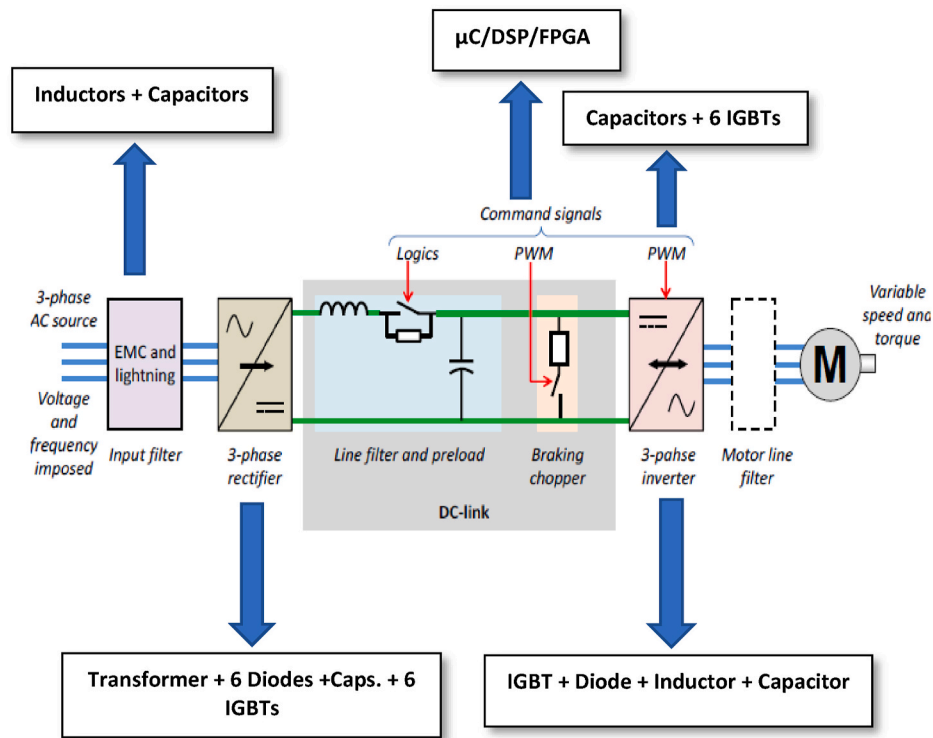 µC/DSP/FPGA
Inductors + Capacitors
Capacitors + 6 IGBTs
Command signals
Logics
PWM
PWM
3-phase
AC source
Voltage
and
frequency
imposed
EMC and
lightning
Input filter
3-phase
rectifier
Line filter and preload
Braking
chopper
DC-link
3-pahse
inverter
Motor line
filter
M
Variable
speed and
torque
Transformer + 6 Diodes +Caps. + 6
IGBTs
IGBT + Diode + Inductor + Capacitor